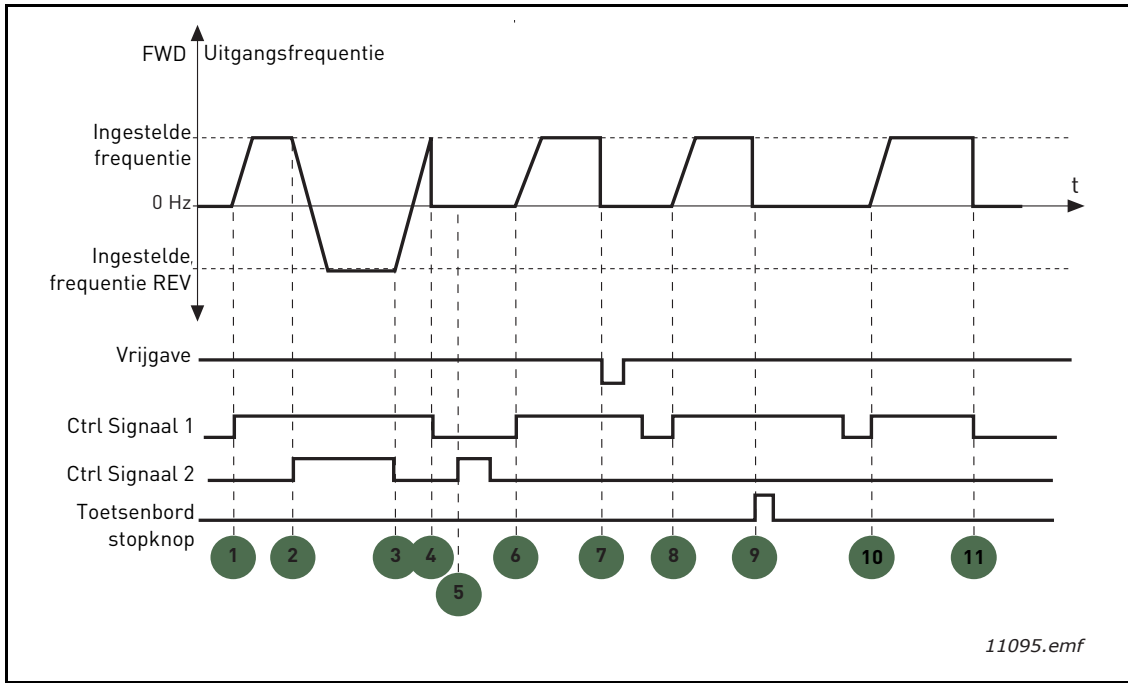 FWD
Uitgangsfrequentie
Ingestelde
frequentie
0 Hz
t
Ingestelde
frequentie REV
Vrijgave
Ctrl Signaal 1
Ctrl Signaal 2
Toetsenbord
stopknop
1
2
3
4
5
6
7
8
9
10
11
11095.emf